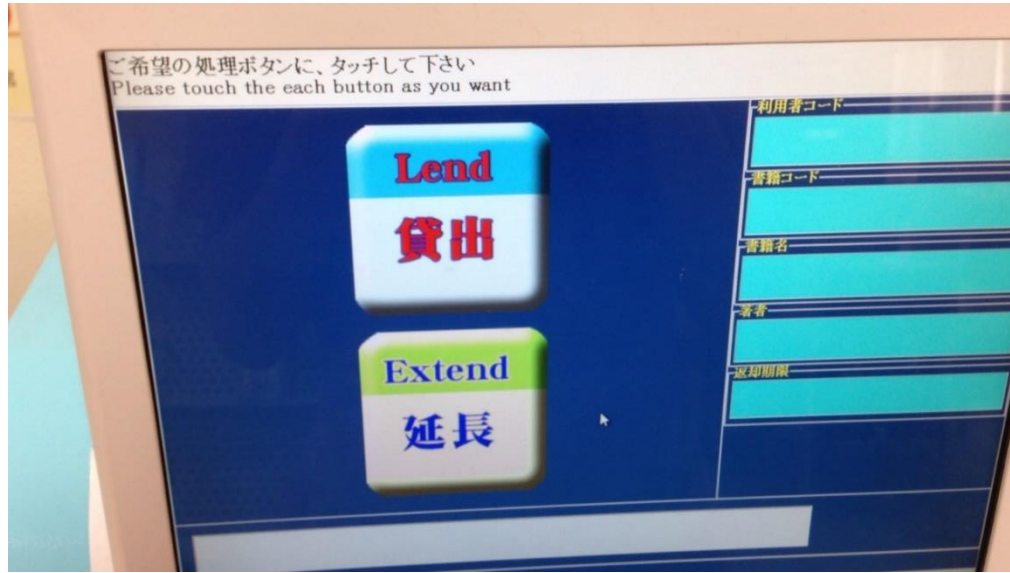 ご希望の処理ボタンに、タッチして下さい
Please touch the each button as you want
Lend
貸出
Extend
延長
利用者コード
書籍コード
書籍名
著者
返却期限